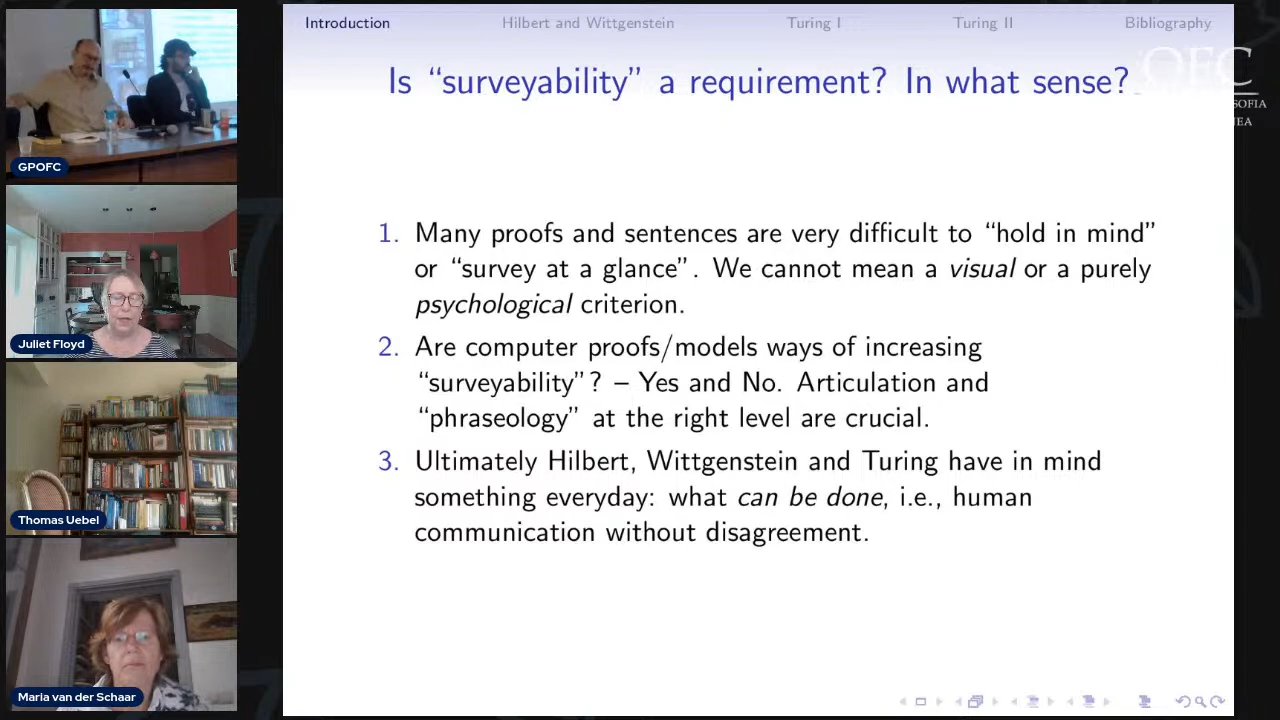 Introduction
Hilbert and Wittgenstein
Turing I
Turing II
Bibliography
Is “surveyability” a requirement? In what sense?
OFC
SOFIA
NEA
1. Many proofs and sentences are very difficult to “hold in mind”
or “survey at a glance”. We cannot mean a visual or a purely
psychological criterion.
2. Are computer proofs/models ways of increasing
“surveyability”? – Yes and No. Articulation and
“phraseology” at the right level are crucial.
3. Ultimately Hilbert, Wittgenstein and Turing have in mind
something everyday: what can be done, i.e., human
communication without disagreement.
GPOFC
Juliet Floyd
Thomas Uebel
Maria van der Schaar